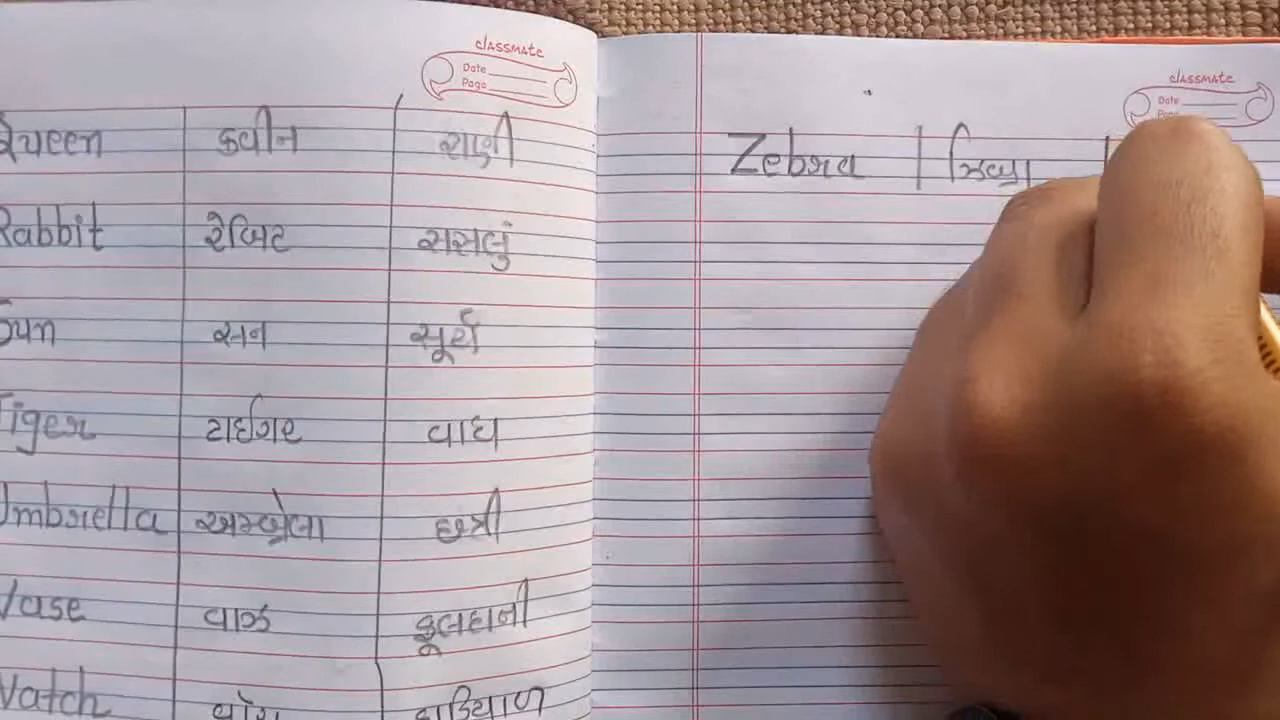 classmate
Date
Page
Queen ક્વીન રાણી
Rabbit રેબિટ સસલું
Sun સન સૂર્ય
Tiger ટાઈગર વાઘ
Umbrella અમ્બ્રેલા છત્રી
Vase વાઝ ફૂલદાની
Watch વૉચ ઘડિયાળ
classmate
Date
Zebra